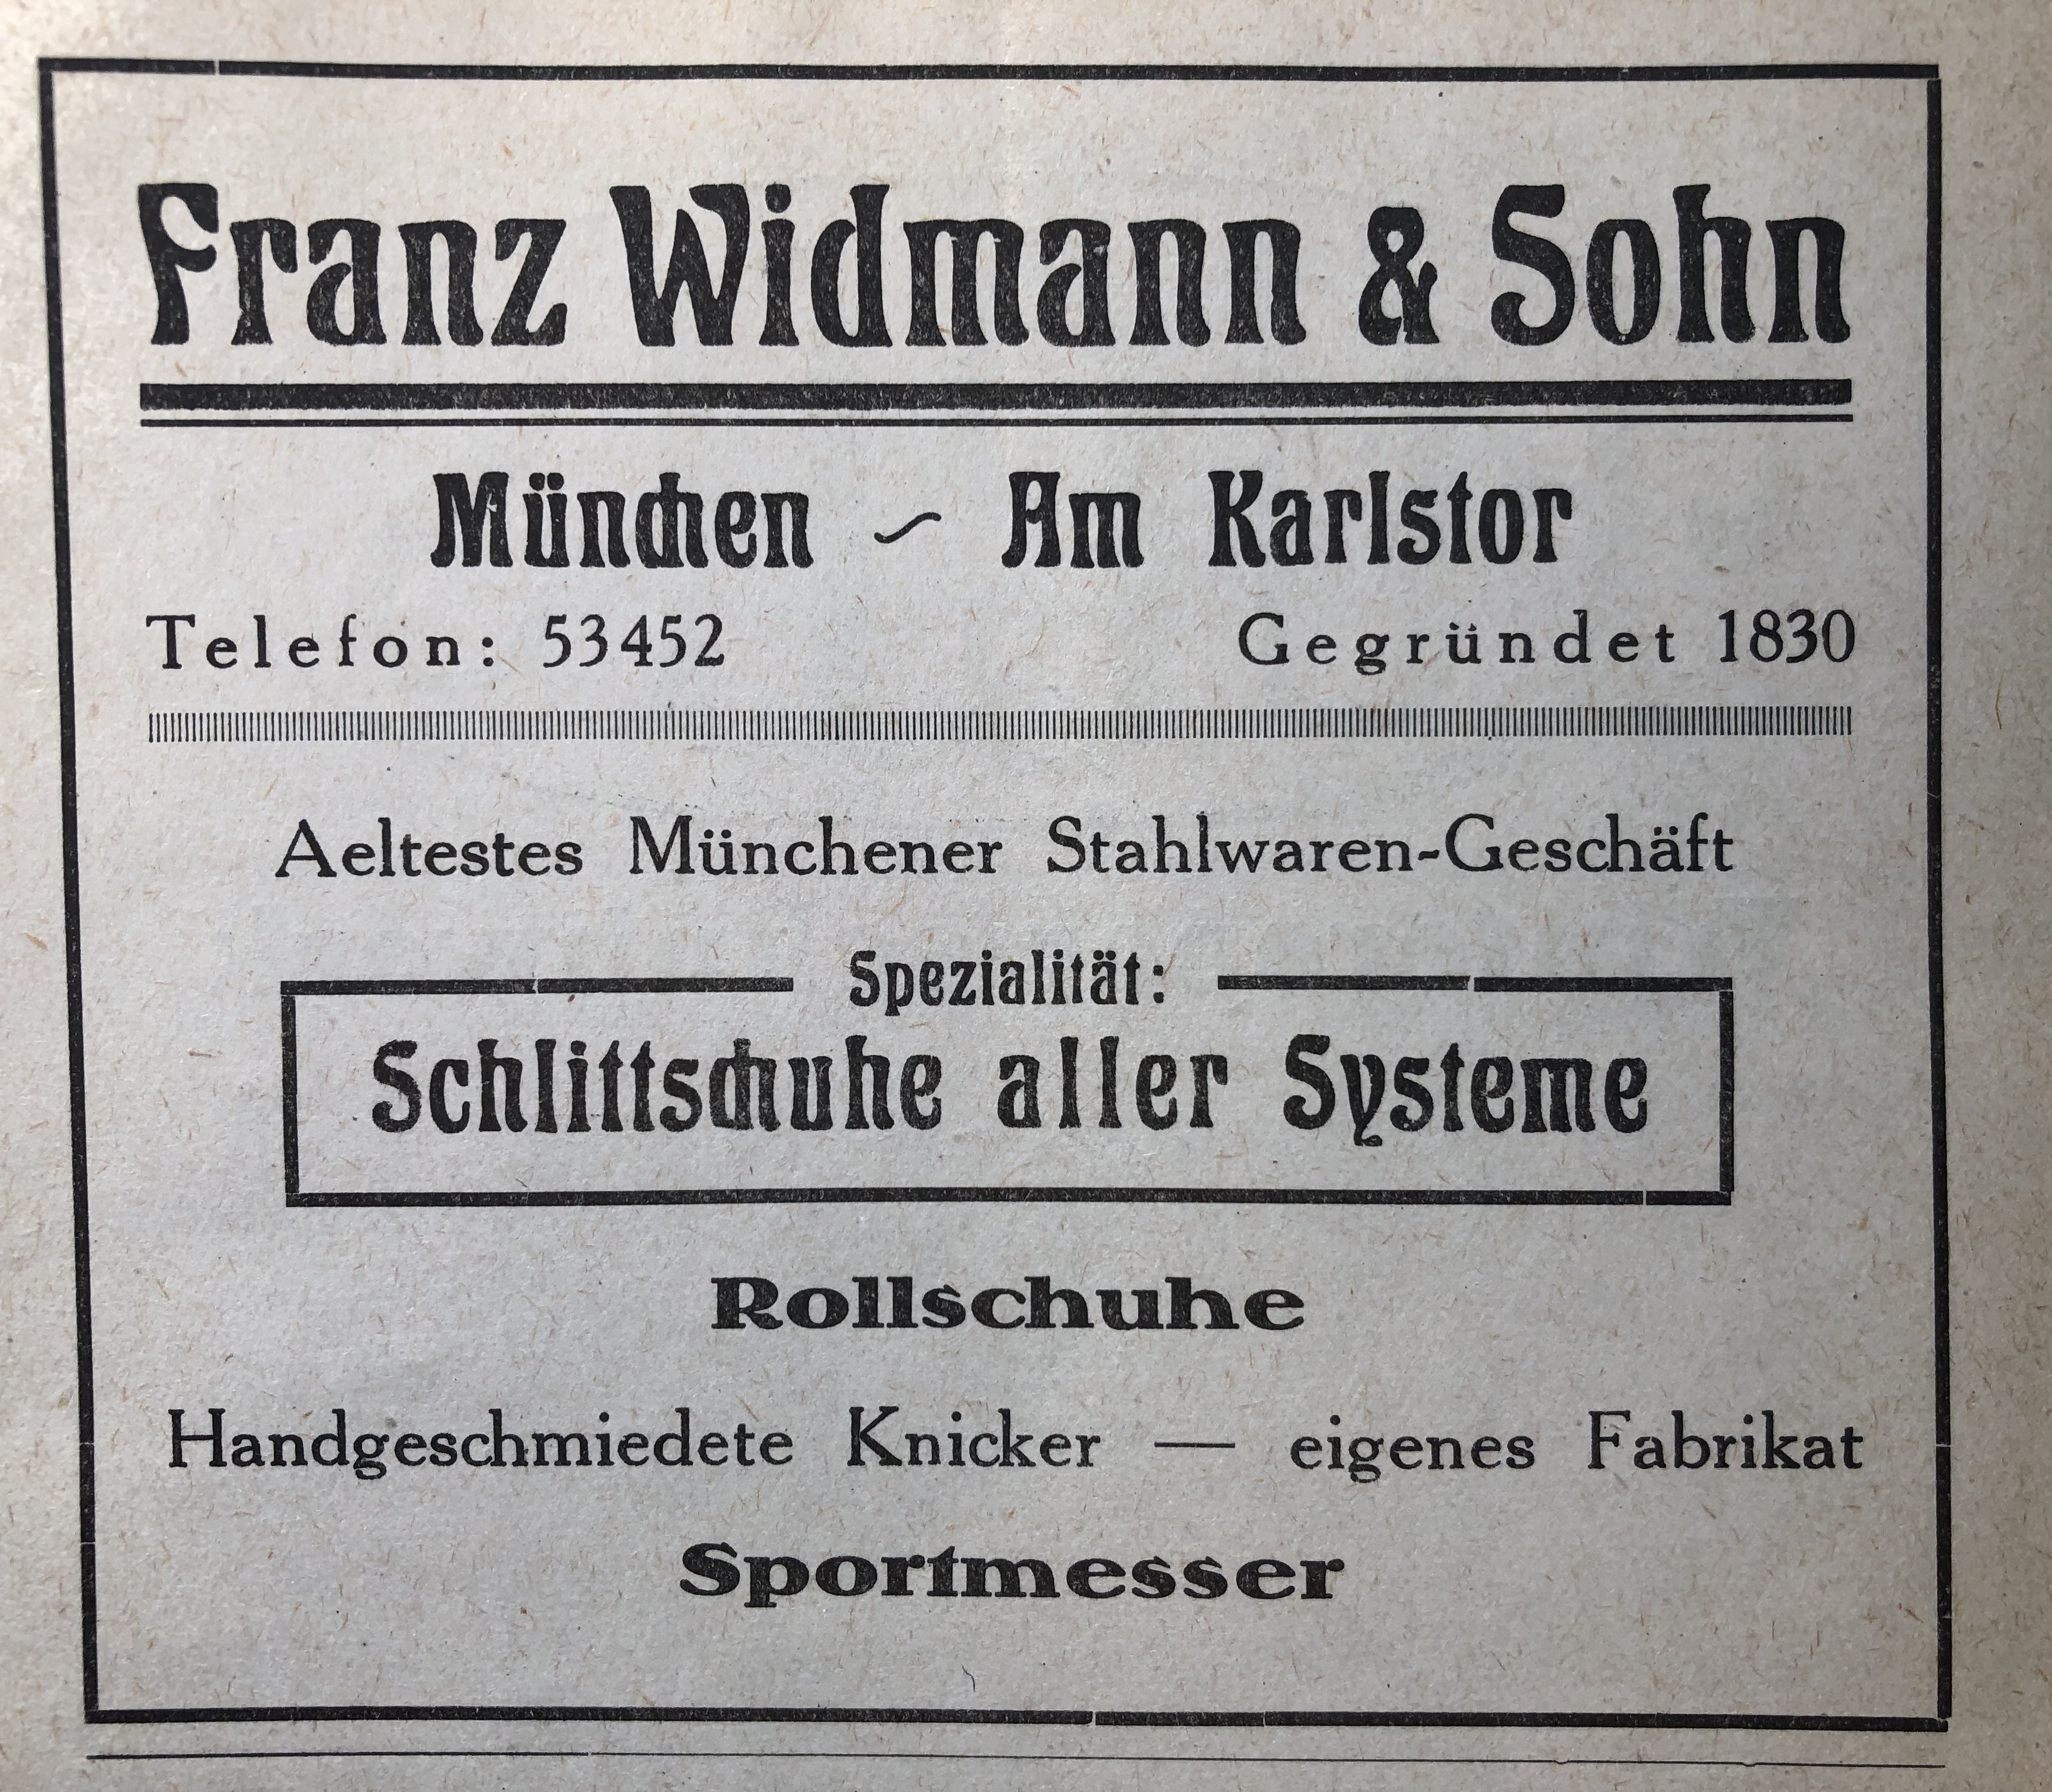 Franz Widmann & Sohn
München ~ Am Karlstor
Telefon: 53452 Gegründet 1830
Aeltestes Münchener Stahlwaren-Geschäft
Spezialität:
Schlittschuhe aller Systeme
Rollschuhe
Handgeschmiedete Knicker — eigenes Fabrikat
Sportmesser